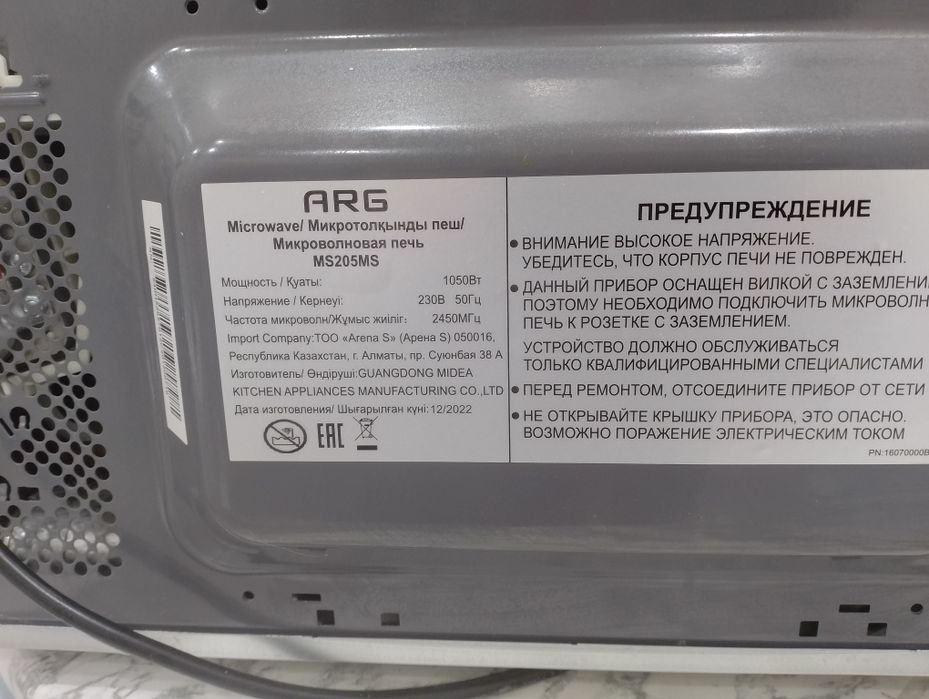 ARG
Microwave/ Микротолқынды пеш/
Микроволновая печь
MS205MS
Мощность / Қуаты: 1050Вт
Напряжение / Кернеуі: 230В 50Гц
Частота микроволн/Жұмыс жиілігі: 2450МГц
Import Company:ТОО «Arena S» (Арена S) 050016,
Республика Казахстан, г. Алматы, пр. Суюнбая 38 А
Изготовитель/ Өндіруші:GUANGDONG MIDEA
KITCHEN APPLIANCES MANUFACTURING CO.,LTD
Дата изготовления/ Шығарылған күні: 12/2022
EAC
ПРЕДУПРЕЖДЕНИЕ
• ВНИМАНИЕ ВЫСОКОЕ НАПРЯЖЕНИЕ.
УБЕДИТЕСЬ, ЧТО КОРПУС ПЕЧИ НЕ ПОВРЕЖДЕН.
• ДАННЫЙ ПРИБОР ОСНАЩЕН ВИЛКОЙ С ЗАЗЕМЛЕНИ
ПОЭТОМУ НЕОБХОДИМО ПОДКЛЮЧИТЬ МИКРОВОЛН
ПЕЧЬ К РОЗЕТКЕ С ЗАЗЕМЛЕНИЕМ.
УСТРОЙСТВО ДОЛЖНО ОБСЛУЖИВАТЬСЯ
ТОЛЬКО КВАЛИФИЦИРОВАННЫМИ СПЕЦИАЛИСТАМИ
• ПЕРЕД РЕМОНТОМ, ОТСОЕДИНИТЕ ПРИБОР ОТ СЕТИ
• НЕ ОТКРЫВАЙТЕ КРЫШКУ ПРИБОРА, ЭТО ОПАСНО.
ВОЗМОЖНО ПОРАЖЕНИЕ ЭЛЕКТРИЧЕСКИМ ТОКОМ
PN:16070000B